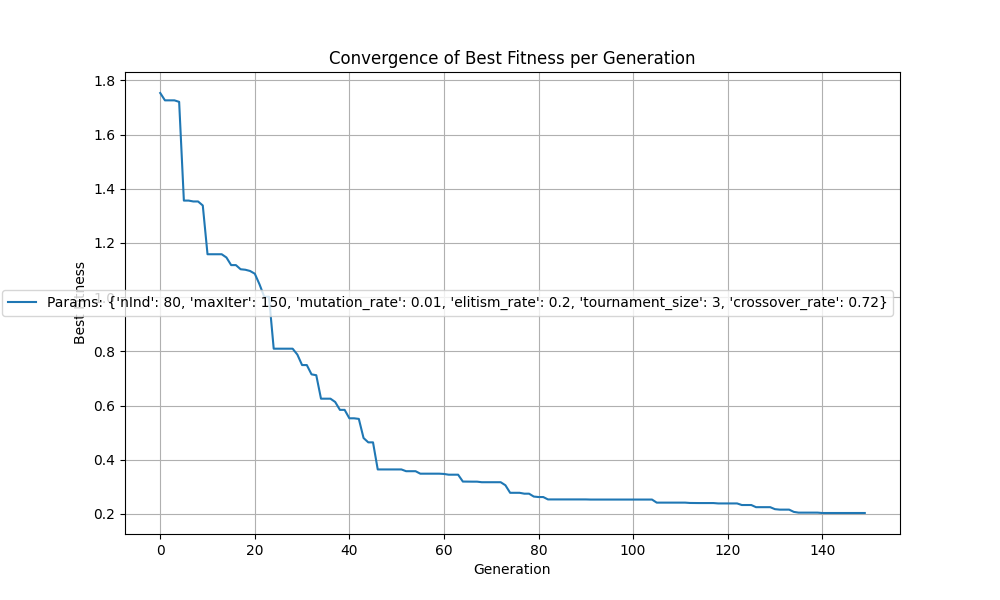 Convergence of Best Fitness per Generation
1.8
1.6
1.4
1.2
Params: {'nInd': 80, 'maxIter': 150, 'mutation_rate': 0.01, 'elitism_rate': 0.2, 'tournament_size': 3, 'crossover_rate': 0.72}
0.8
0.6
0.4
0.2
Best Fitness
0 20 40 60 80 100 120 140
Generation